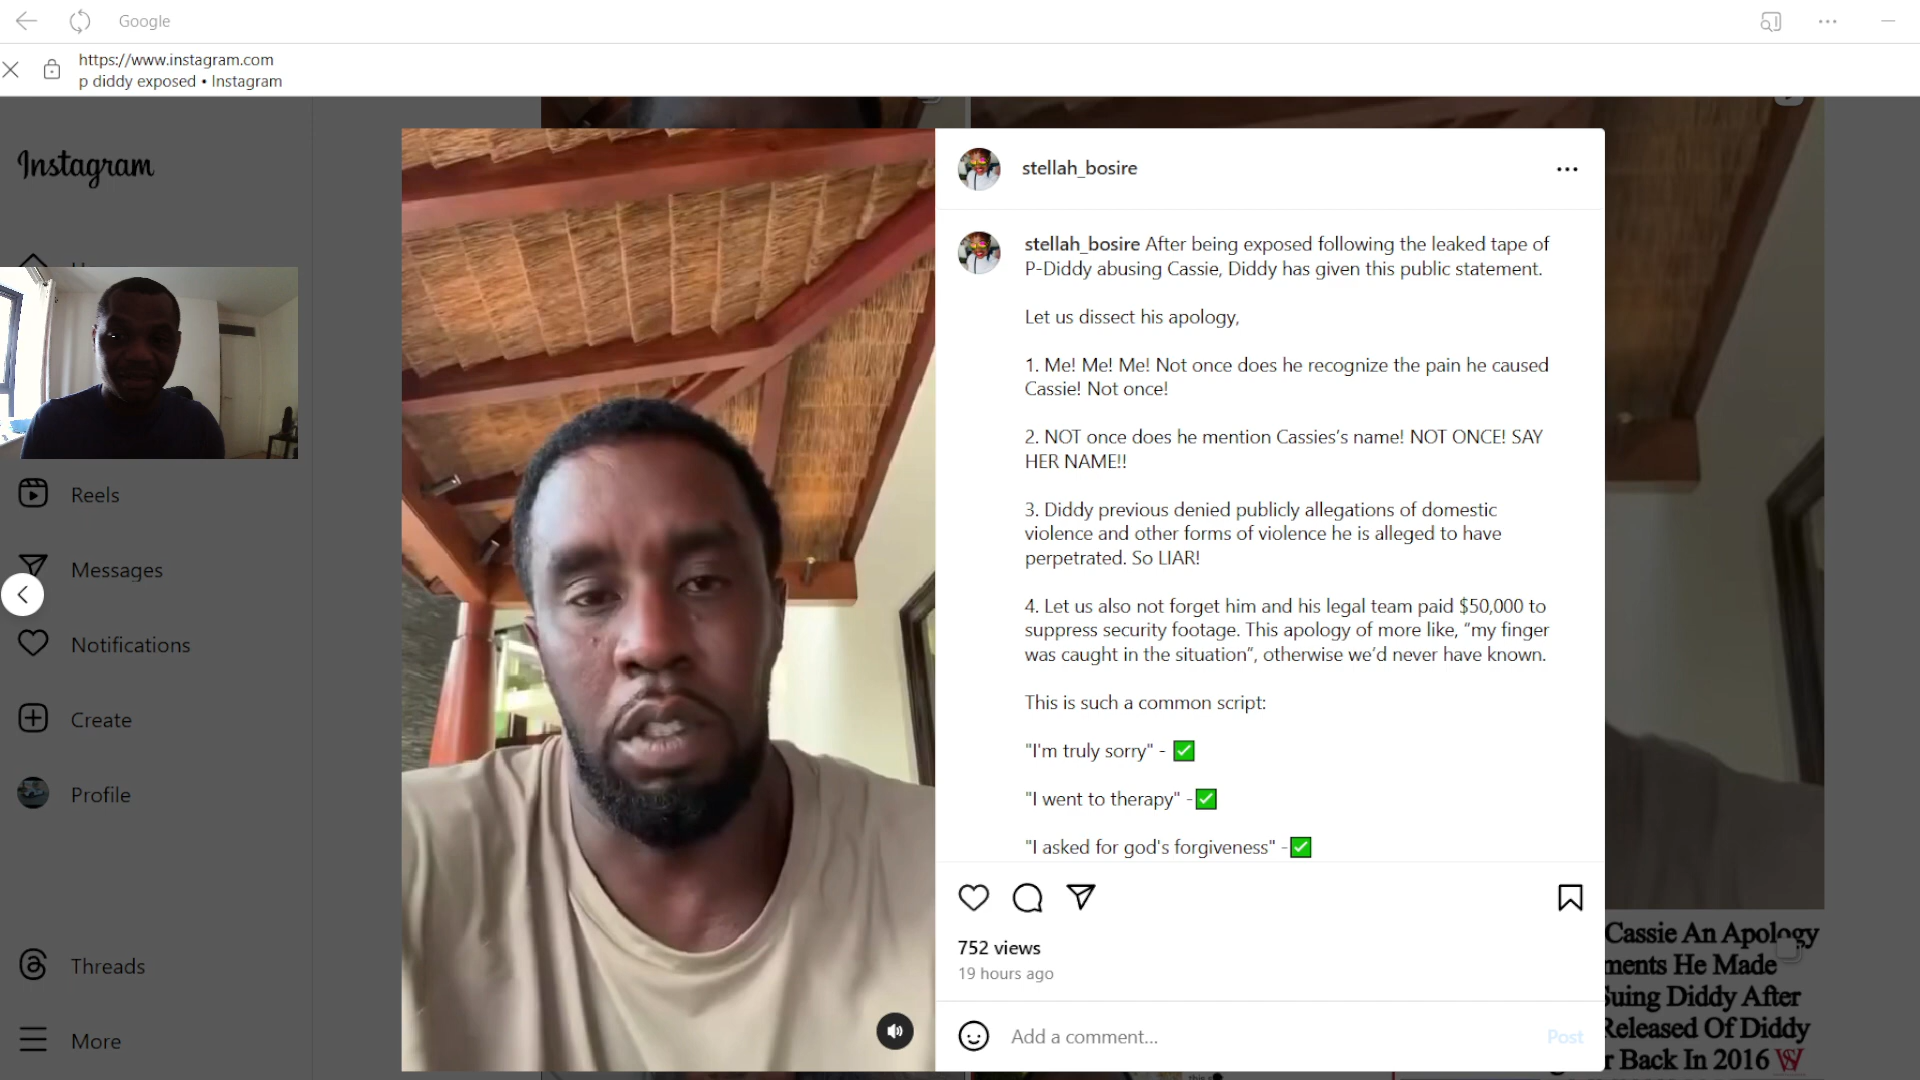 Google
https://www.instagram.com
p diddy exposed • Instagram
Instagram
Reels
Messages
Notifications
Create
Profile
Threads
More
stellah_bosire
stellah_bosire After being exposed following the leaked tape of
P-Diddy abusing Cassie, Diddy has given this public statement.
Let us dissect his apology,
1. Me! Me! Me! Not once does he recognize the pain he caused
Cassie! Not once!
2. NOT once does he mention Cassies’s name! NOT ONCE! SAY
HER NAME!!
3. Diddy previous denied publicly allegations of domestic
violence and other forms of violence he is alleged to have
perpetrated. So LIAR!
4. Let us also not forget him and his legal team paid $50,000 to
suppress security footage. This apology of more like, “my finger
was caught in the situation“, otherwise we’d never have known.
This is such a common script:
"I'm truly sorry" - ✅
"I went to therapy" -✅
"I asked for god's forgiveness" -✅
752 views
19 hours ago
Add a comment...
Post
Cassie An Apology
ments He Made
Suing Diddy After
Released Of Diddy
r Back In 2016